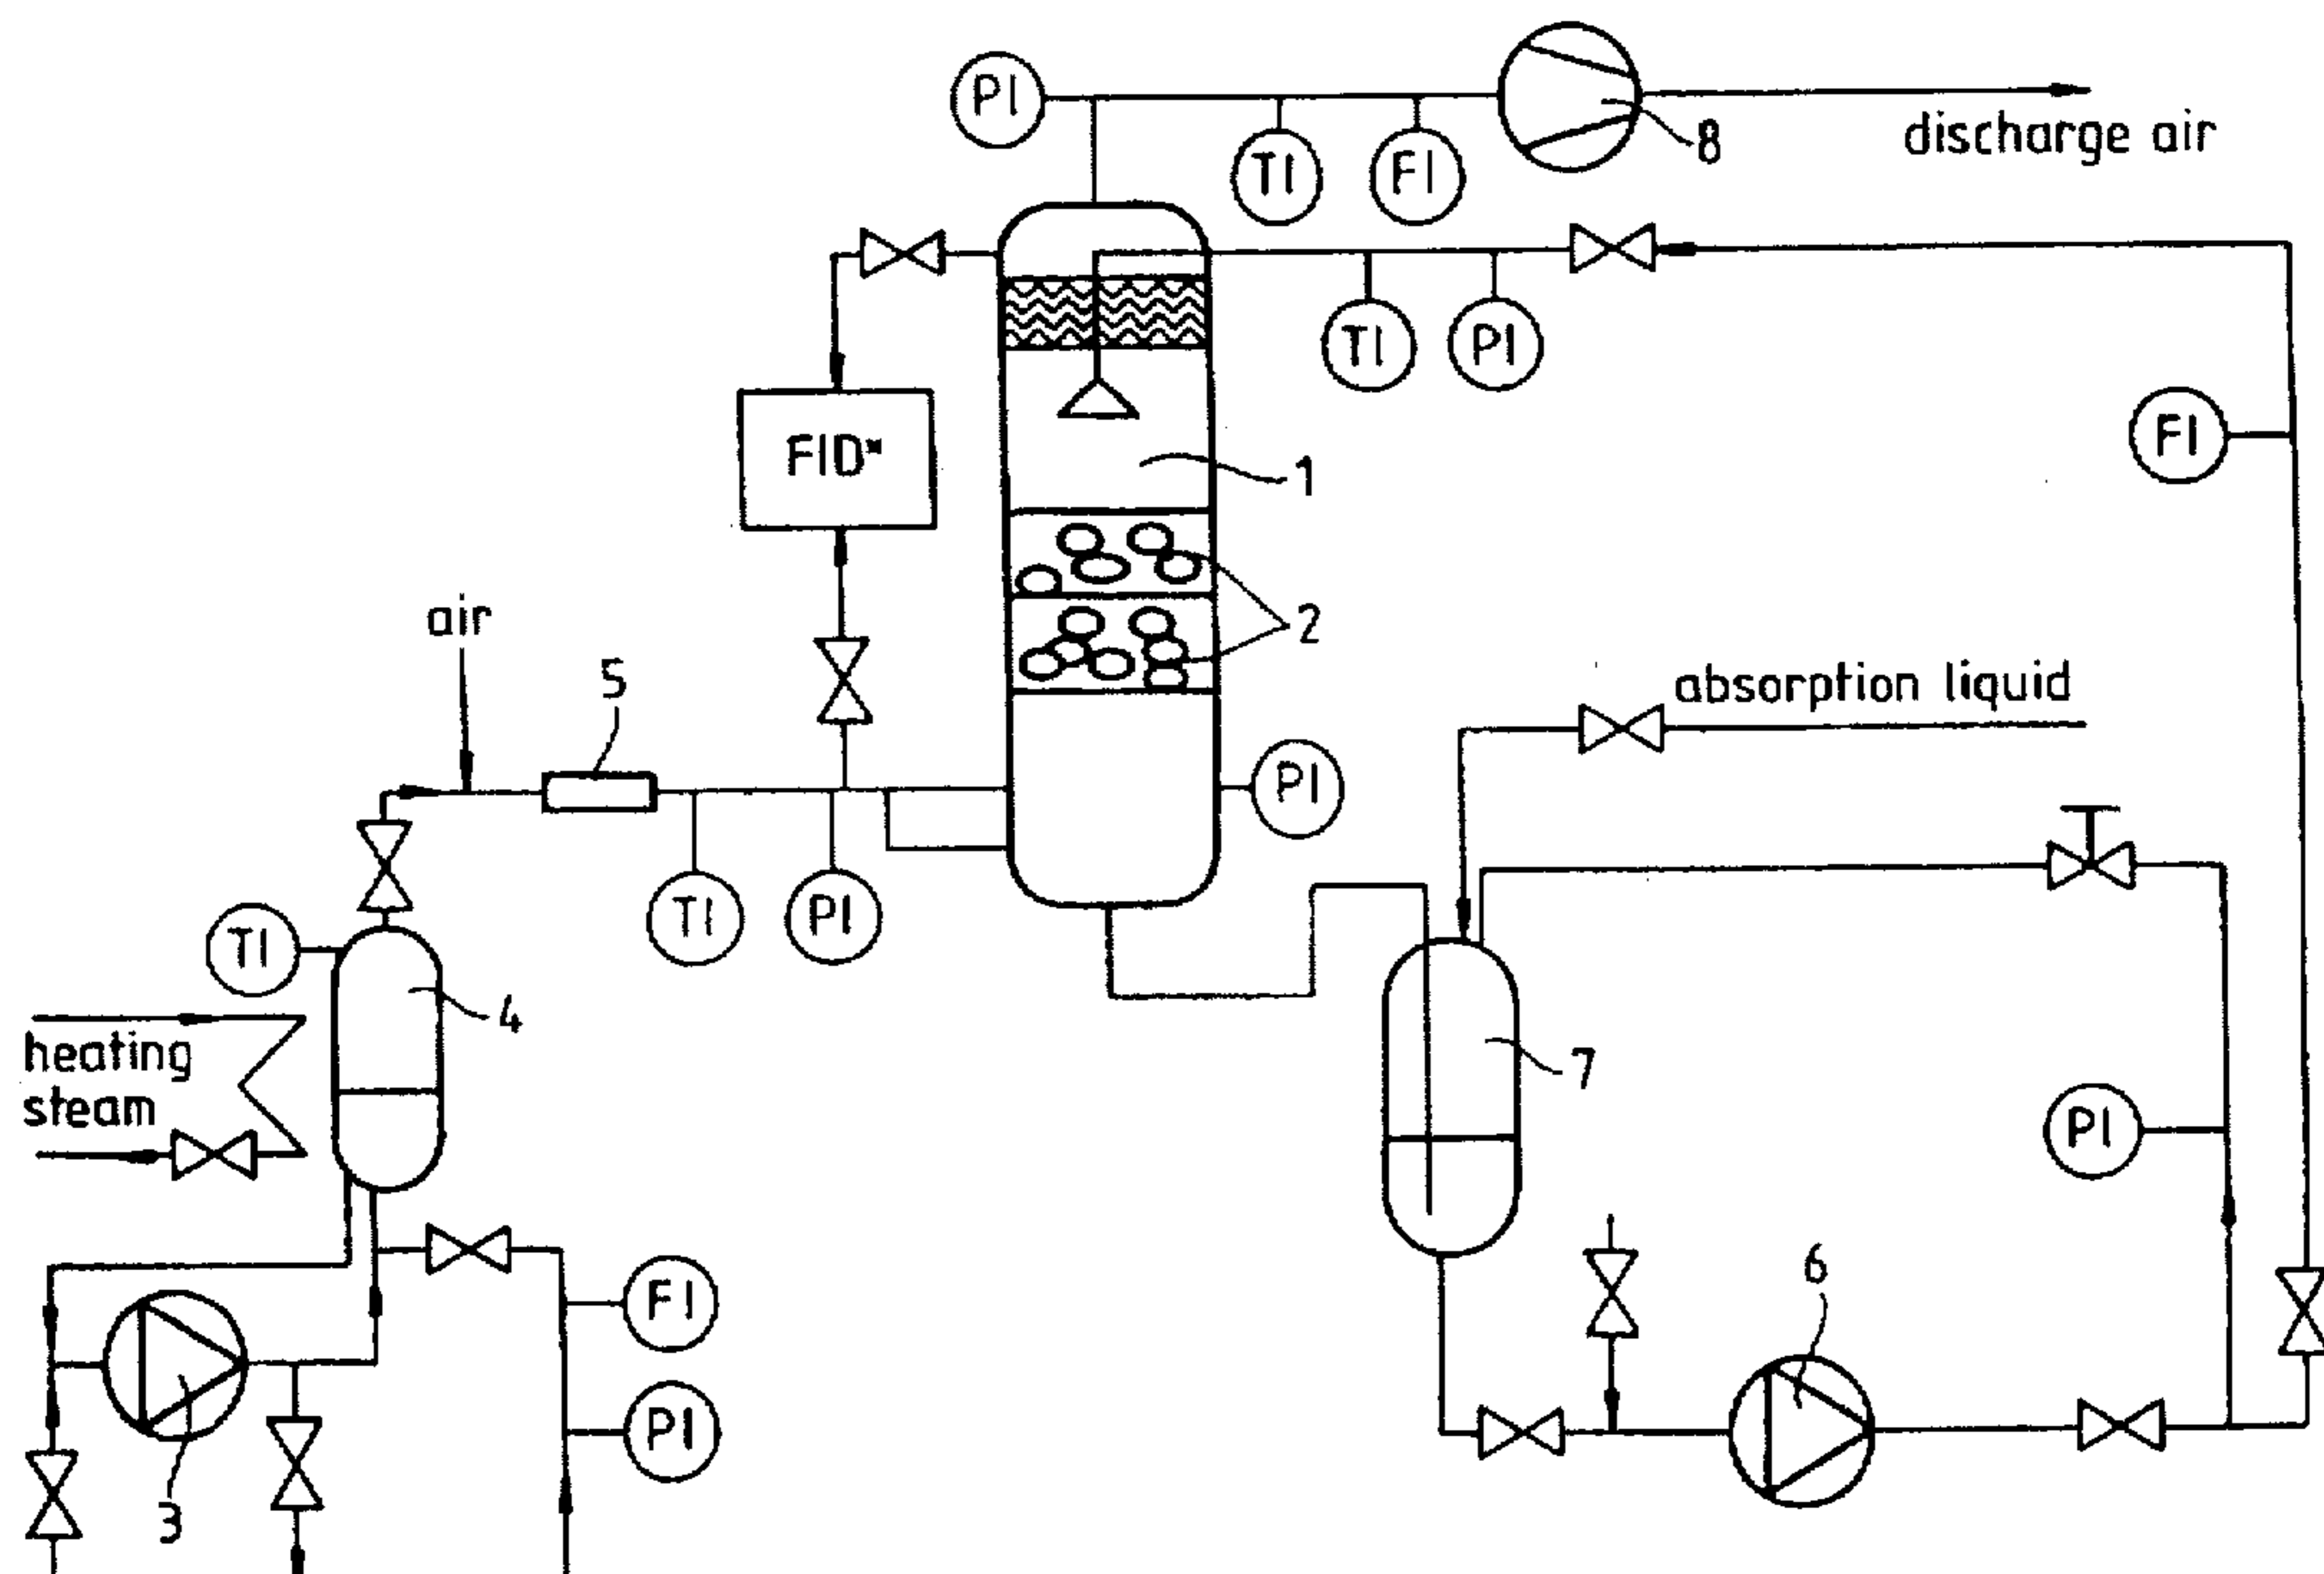 PI
TI
FI
8
discharge air
TI
PI
FID*
FI
1
2
air
5
absorption liquid
PI
TI
PI
TI
4
heating
steam
7
PI
FI
6
PI
3